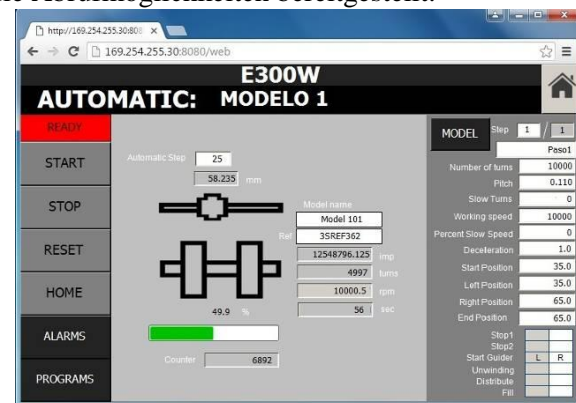 die Abrufmöglichkeiten bereitgestellt.
http://169.254.255.30:808
169.254.255.30:8080/web
E300W
AUTOMATIC: MODELO 1
READY
START
STOP
RESET
HOME
ALARMS
PROGRAMS
Automatic Step 25
58.235 mm
Model name
Model 101
Ref 3SREF362
12548796.125 imp
4997 turns
10000.5 rpm
56 sec
49.9 %
Counter 6892
MODEL Step 1 / 1
Paso1
Number of turns 10000
Pitch 0.110
Slow Turns 0
Working speed 10000
Percent Slow Speed 0
Deceleration 1.0
Start Position 35.0
Left Position 35.0
Right Position 65.0
End Position 65.0
Stop1
Stop2
Start Guider L R
Unwinding
Distribute
Fill